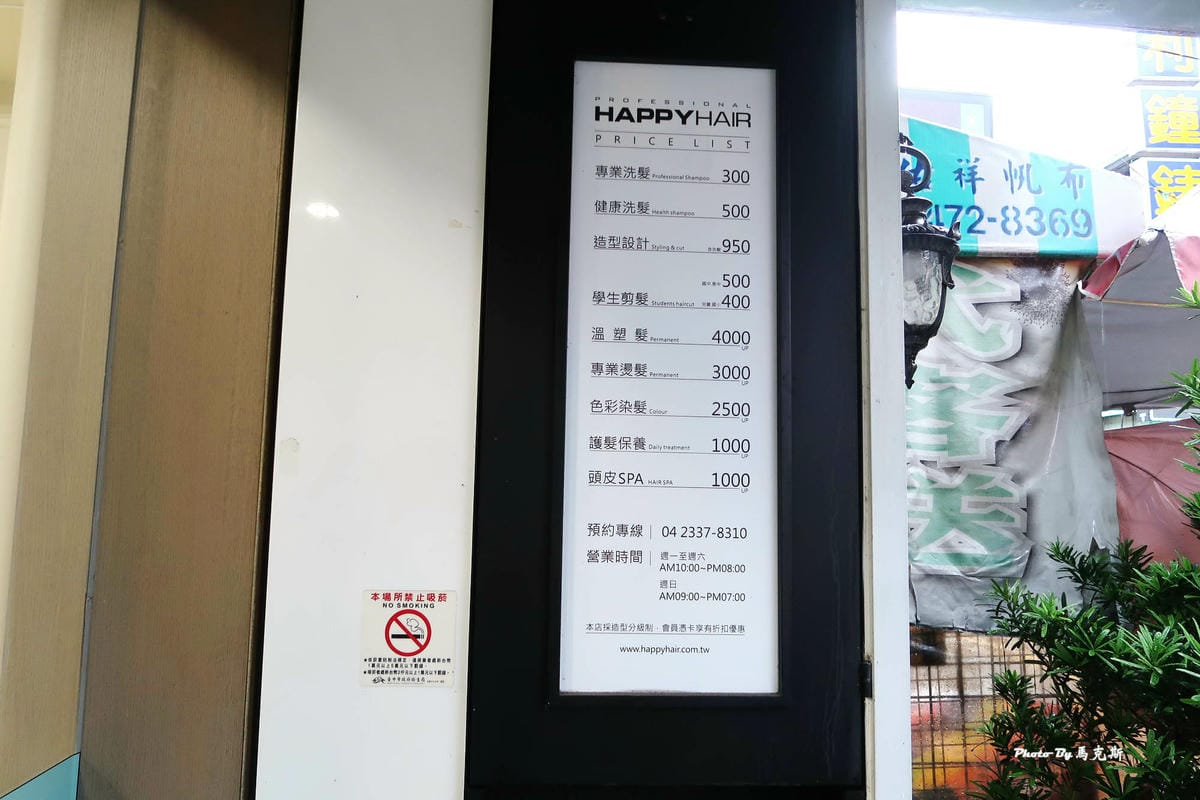 PROFESSIONAL
HAPPYHAIR
PRICE LIST
專業洗髮 Professional Shampoo 300
健康洗髮 Health shampoo 500
造型設計 Styling & cut 950
500
學生剪髮 Students haircut 400
溫塑髮 Permanent 4000
UP
專業燙髮 Permanent 3000
UP
色彩染髮 Colour 2500
UP
護髮保養 Daily treatment 1000
UP
頭皮SPA HAIR SPA 1000
UP
預約專線 | 04 2337-8310
營業時間 | 週一至週六
AM10:00~PM08:00
週日
AM09:00~PM07:00
本店採造型分級制，會員憑卡享有折扣優惠
www.happyhair.com.tw
本場所禁止吸菸
NO SMOKING
祥帆布
472-8369
利
鐘
錶
Photo By 馬克斯